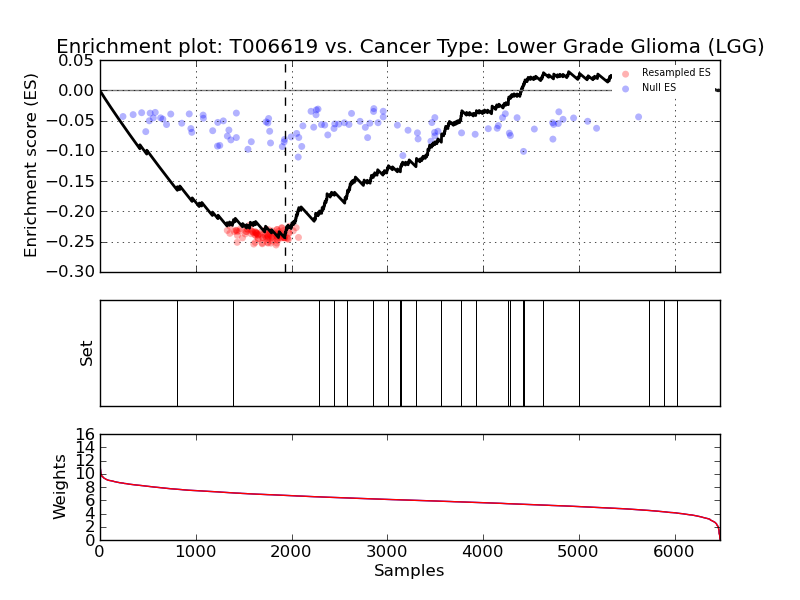 Enrichment plot: T006619 vs. Cancer Type: Lower Grade Glioma (LGG)
Enrichment score (ES)
0.05
0.00
−0.05
−0.10
−0.15
−0.20
−0.25
−0.30
Resampled ES
Null ES
Set
Weights
16
14
12
10
8
6
4
2
0
0 1000 2000 3000 4000 5000 6000
Samples